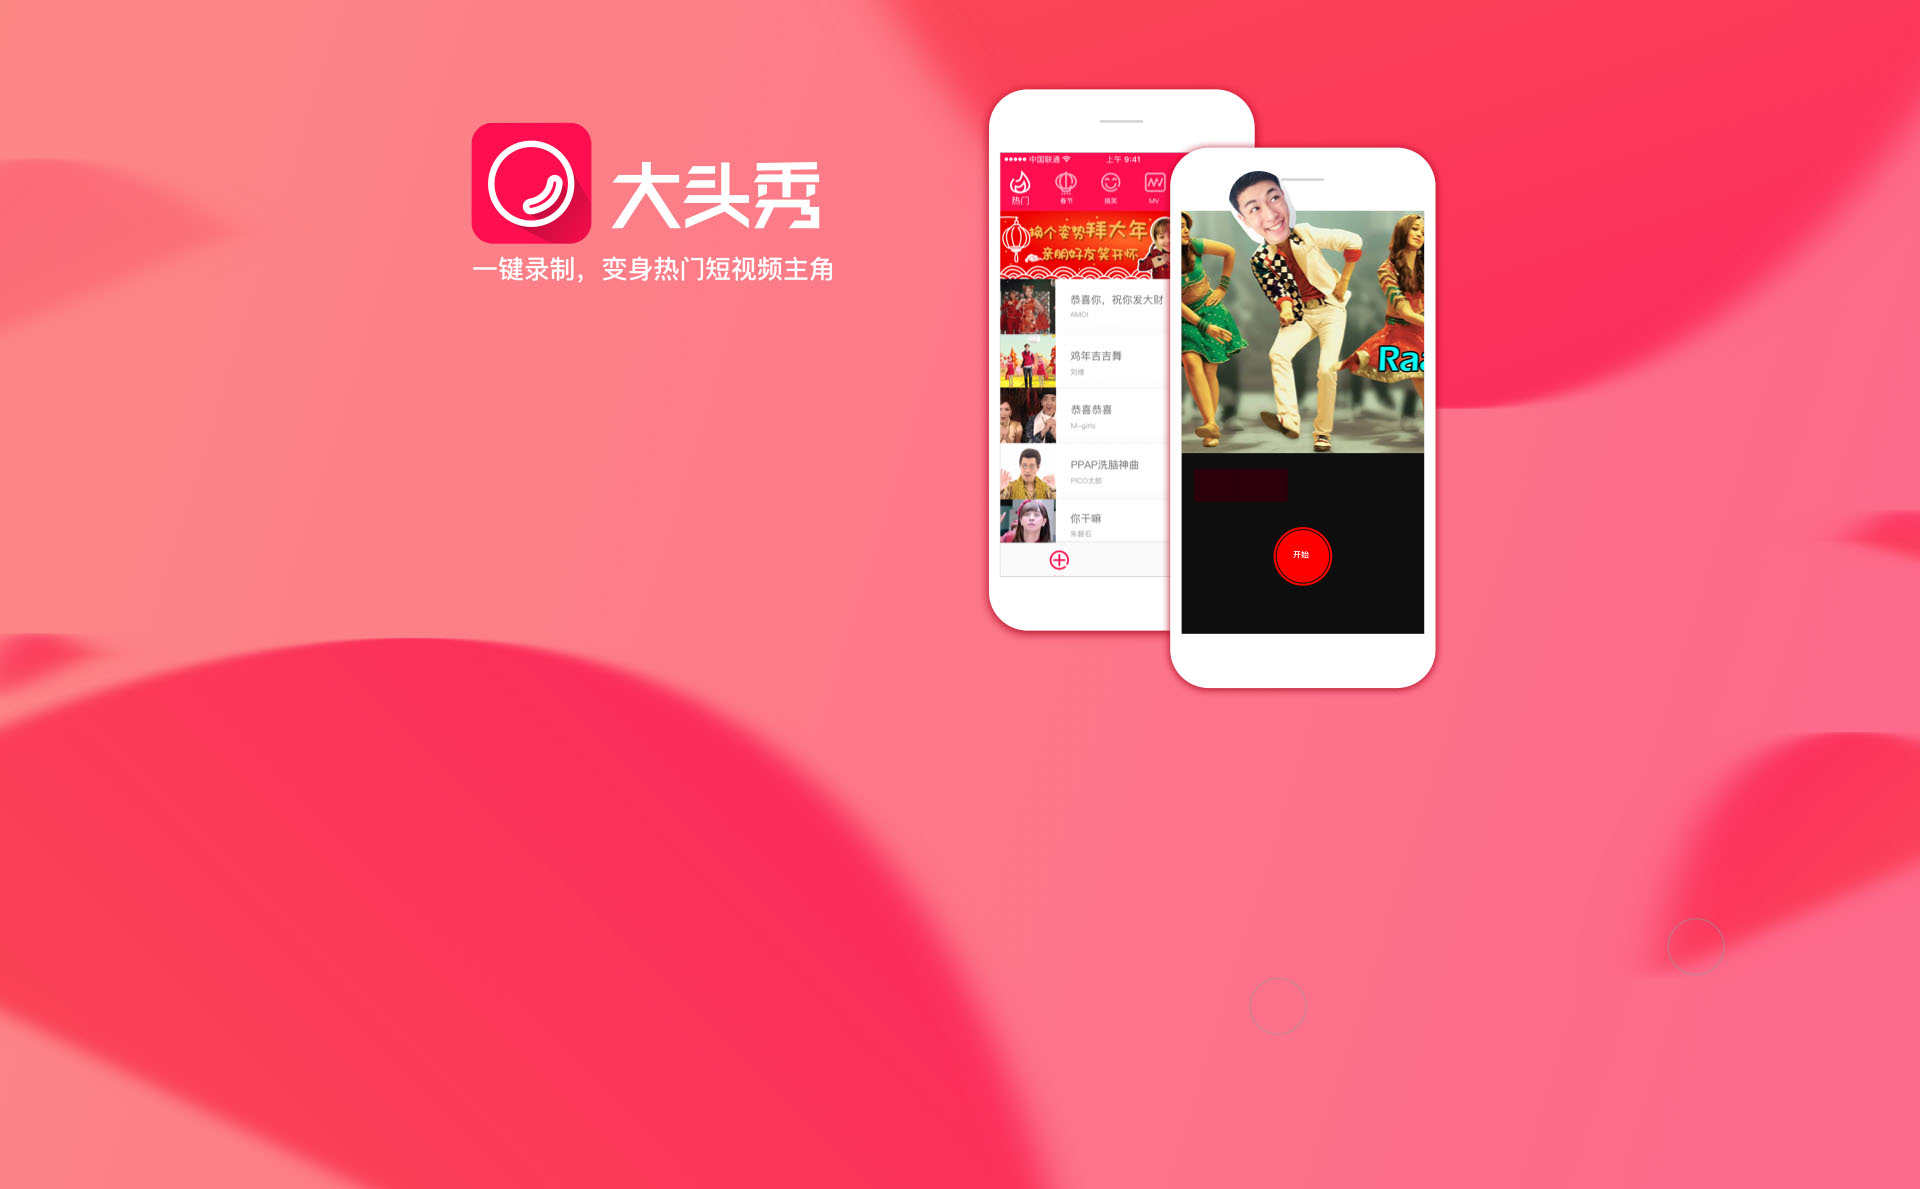 大头秀
一键录制，变身热门短视频主角
中国联通
上午 9:41
热门
春节
搞笑
MV
换个姿势拜大年
亲朋好友笑开怀
恭喜你，祝你发大财
AMOI
鸡年吉吉舞
恭喜恭喜
M-girls
PPAP洗脑神曲
PICO太郎
你干嘛
朱藤石
Raa
开始